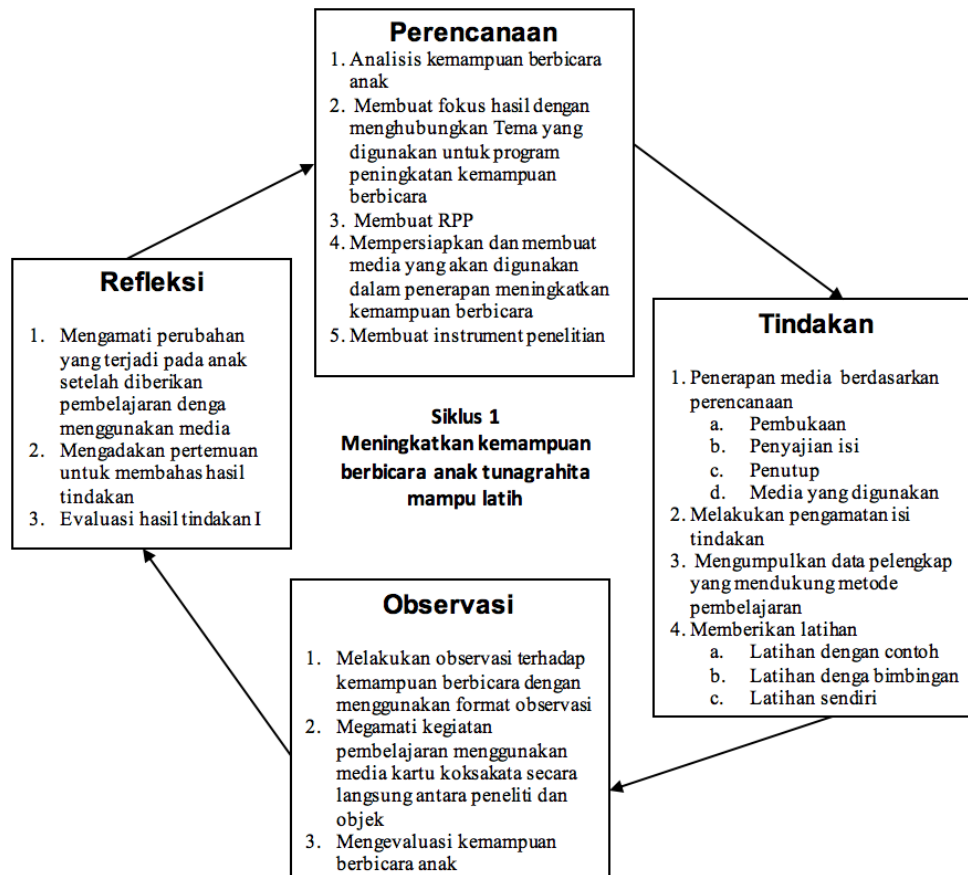 Perencanaan
1. Analisis kemampuan berbicara
anak
2. Membuat fokus hasil dengan
menghubungkan Tema yang
digunakan untuk program
peningkatan kemampuan
berbicara
3. Membuat RPP
4. Mempersiapkan dan membuat
media yang akan digunakan
dalam penerapan meningkatkan
kemampuan berbicara
5. Membuat instrument penelitian
Tindakan
1. Penerapan media berdasarkan
perencanaan
a. Pembukaan
b. Penyajian isi
c. Penutup
d. Media yang digunakan
2. Melakukan pengamatan isi
tindakan
3. Mengumpulkan data pelengkap
yang mendukung metode
pembelajaran
4. Memberikan latihan
a. Latihan dengan contoh
b. Latihan denga bimbingan
c. Latihan sendiri
Observasi
1. Melakukan observasi terhadap
kemampuan berbicara dengan
menggunakan format observasi
2. Megamati kegiatan
pembelajaran menggunakan
media kartu koksakata secara
langsung antara peneliti dan
objek
3. Mengevaluasi kemampuan
berbicara anak
Refleksi
1. Mengamati perubahan
yang terjadi pada anak
setelah diberikan
pembelajaran denga
menggunakan media
2. Mengadakan pertemuan
untuk membahas hasil
tindakan
3. Evaluasi hasil tindakan I
Siklus 1
Meningkatkan kemampuan
berbicara anak tunagrahita
mampu latih